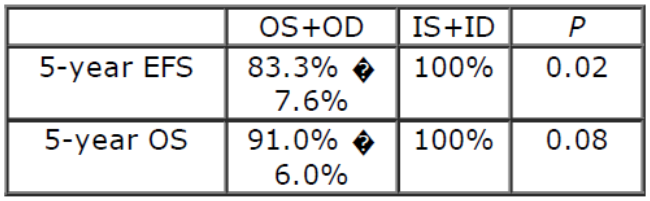 OS+OD IS+ID P
5-year EFS 83.3% � 100% 0.02
7.6%
5-year OS 91.0% � 100% 0.08
6.0%